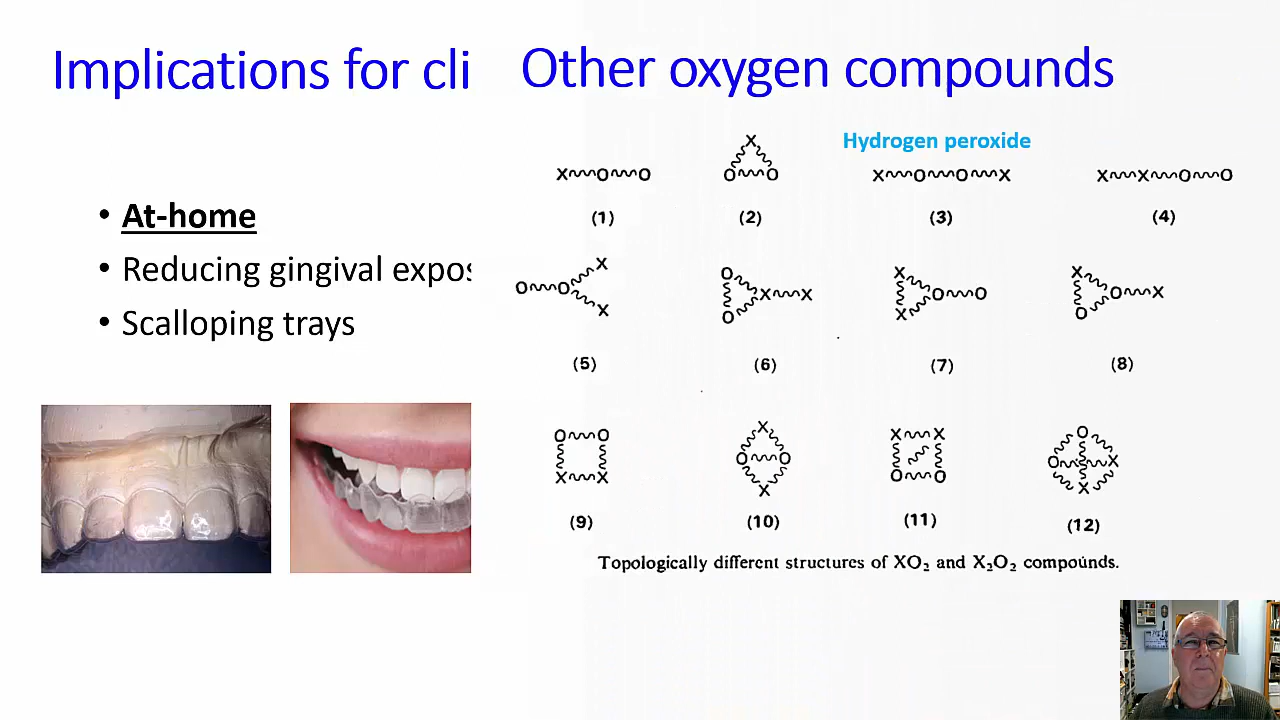 Implications for cli
Other oxygen compounds
• At-home
• Reducing gingival expos
• Scalloping trays
Hydrogen peroxide
X O O
X
O O
X O O X
X X O O
(1)
(2)
(3)
(4)
O O X
X
O
X X
O
X
O O
X
X
O X
O
(5)
(6)
(7)
(8)
O O
X X
X
O O
X
X X
O O
O
O X
X
(9)
(10)
(11)
(12)
Topologically different structures of XO₂ and X₂O₂ compounds.